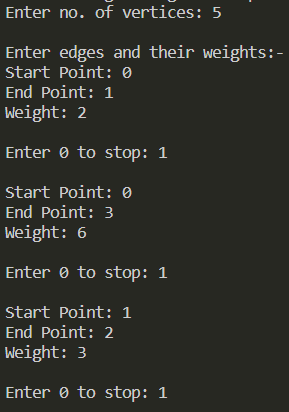 Enter no. of vertices: 5
Enter edges and their weights:-
Start Point: 0
End Point: 1
Weight: 2
Enter 0 to stop: 1
Start Point: 0
End Point: 3
Weight: 6
Enter 0 to stop: 1
Start Point: 1
End Point: 2
Weight: 3
Enter 0 to stop: 1